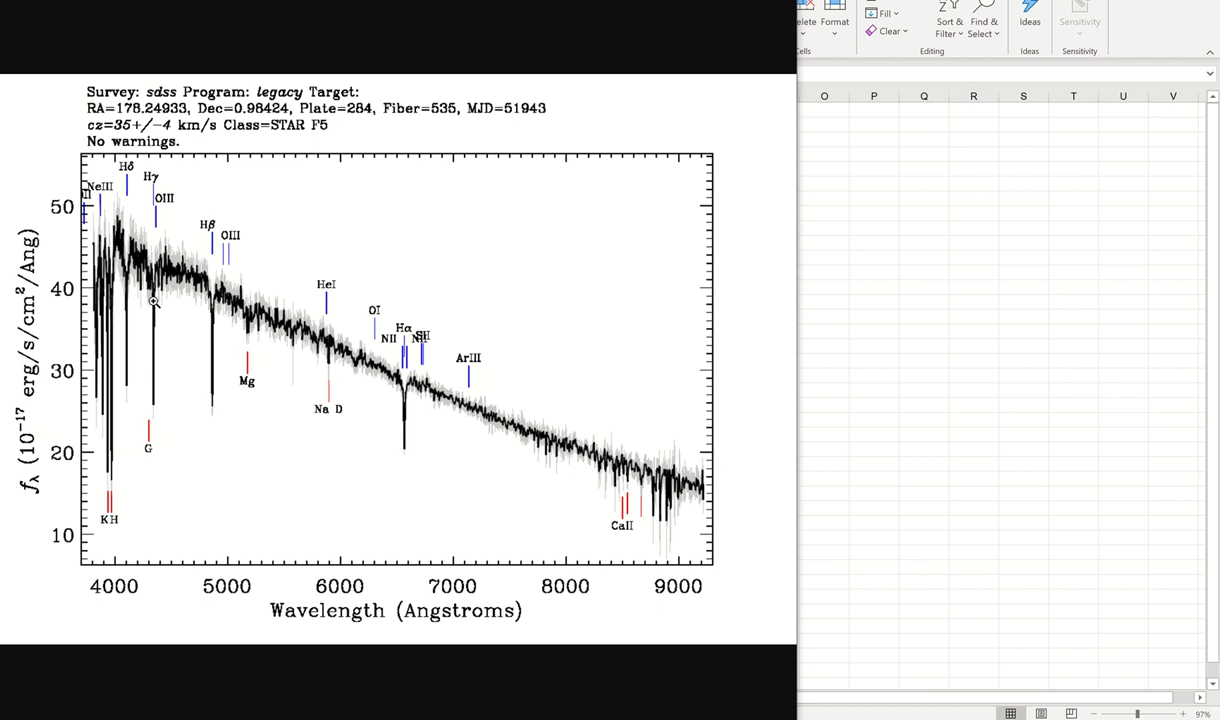 elete
Format
Fill
Clear
Sort &
Filter
Find &
Select
Ideas
Sensitivity
Cells
Editing
Ideas
Sensitivity
O P Q R S T U V
Survey: sdss Program: legacy Target:
RA=178.24933, Dec=0.98424, Plate=284, Fiber=535, MJD=51943
cz=35+/-4 km/s Class=STAR F5
No warnings.
Hδ
Hγ
NeIII
OIII
Hβ
OIII
HeI
OI
Hα
NII
SII
ArIII
Mg
Na D
G
K H
CaII
50
40
30
20
10
fλ (10⁻¹⁷ erg/s/cm²/Ang)
4000 5000 6000 7000 8000 9000
Wavelength (Angstroms)
97%